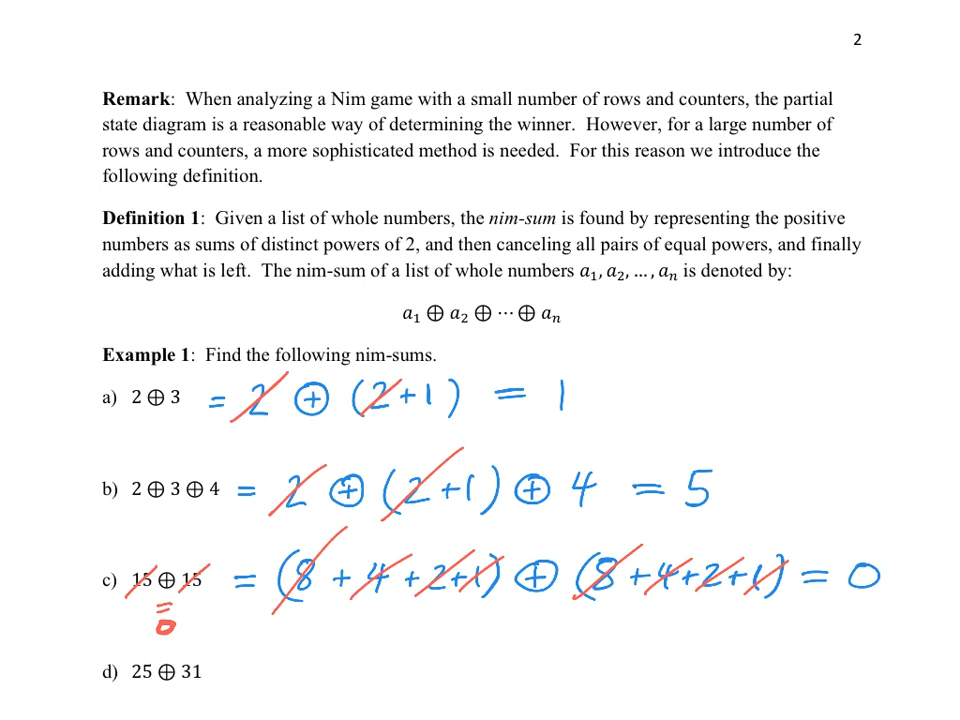 2
Remark: When analyzing a Nim game with a small number of rows and counters, the partial
state diagram is a reasonable way of determining the winner. However, for a large number of
rows and counters, a more sophisticated method is needed. For this reason we introduce the
following definition.
Definition 1: Given a list of whole numbers, the nim-sum is found by representing the positive
numbers as sums of distinct powers of 2, and then canceling all pairs of equal powers, and finally
adding what is left. The nim-sum of a list of whole numbers a₁, a₂, … , aₙ is denoted by:
a₁ ⊕ a₂ ⊕ ⋯ ⊕ aₙ
Example 1: Find the following nim-sums.
a) 2 ⊕ 3 = 2 ⊕ (2+1) = 1
b) 2 ⊕ 3 ⊕ 4 = 2 ⊕ (2+1) ⊕ 4 = 5
c) 15 ⊕ 15 = (8+4+2+1) ⊕ (8+4+2+1) = 0
=
0
d) 25 ⊕ 31